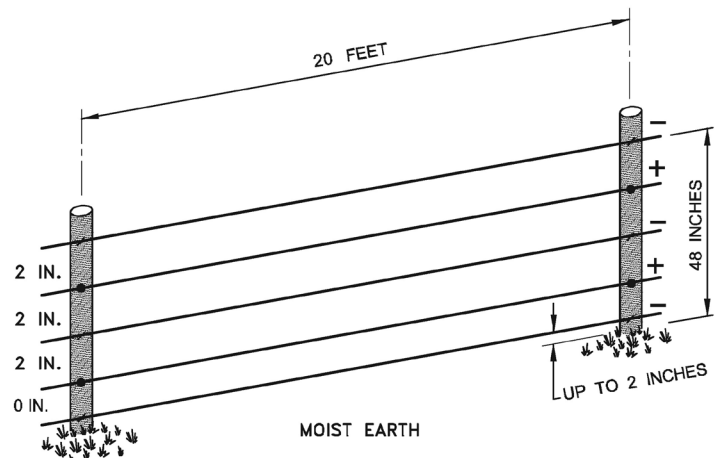 20 FEET
−
+
−
+
−
48 INCHES
2 IN.
2 IN.
2 IN.
0 IN.
UP TO 2 INCHES
MOIST EARTH